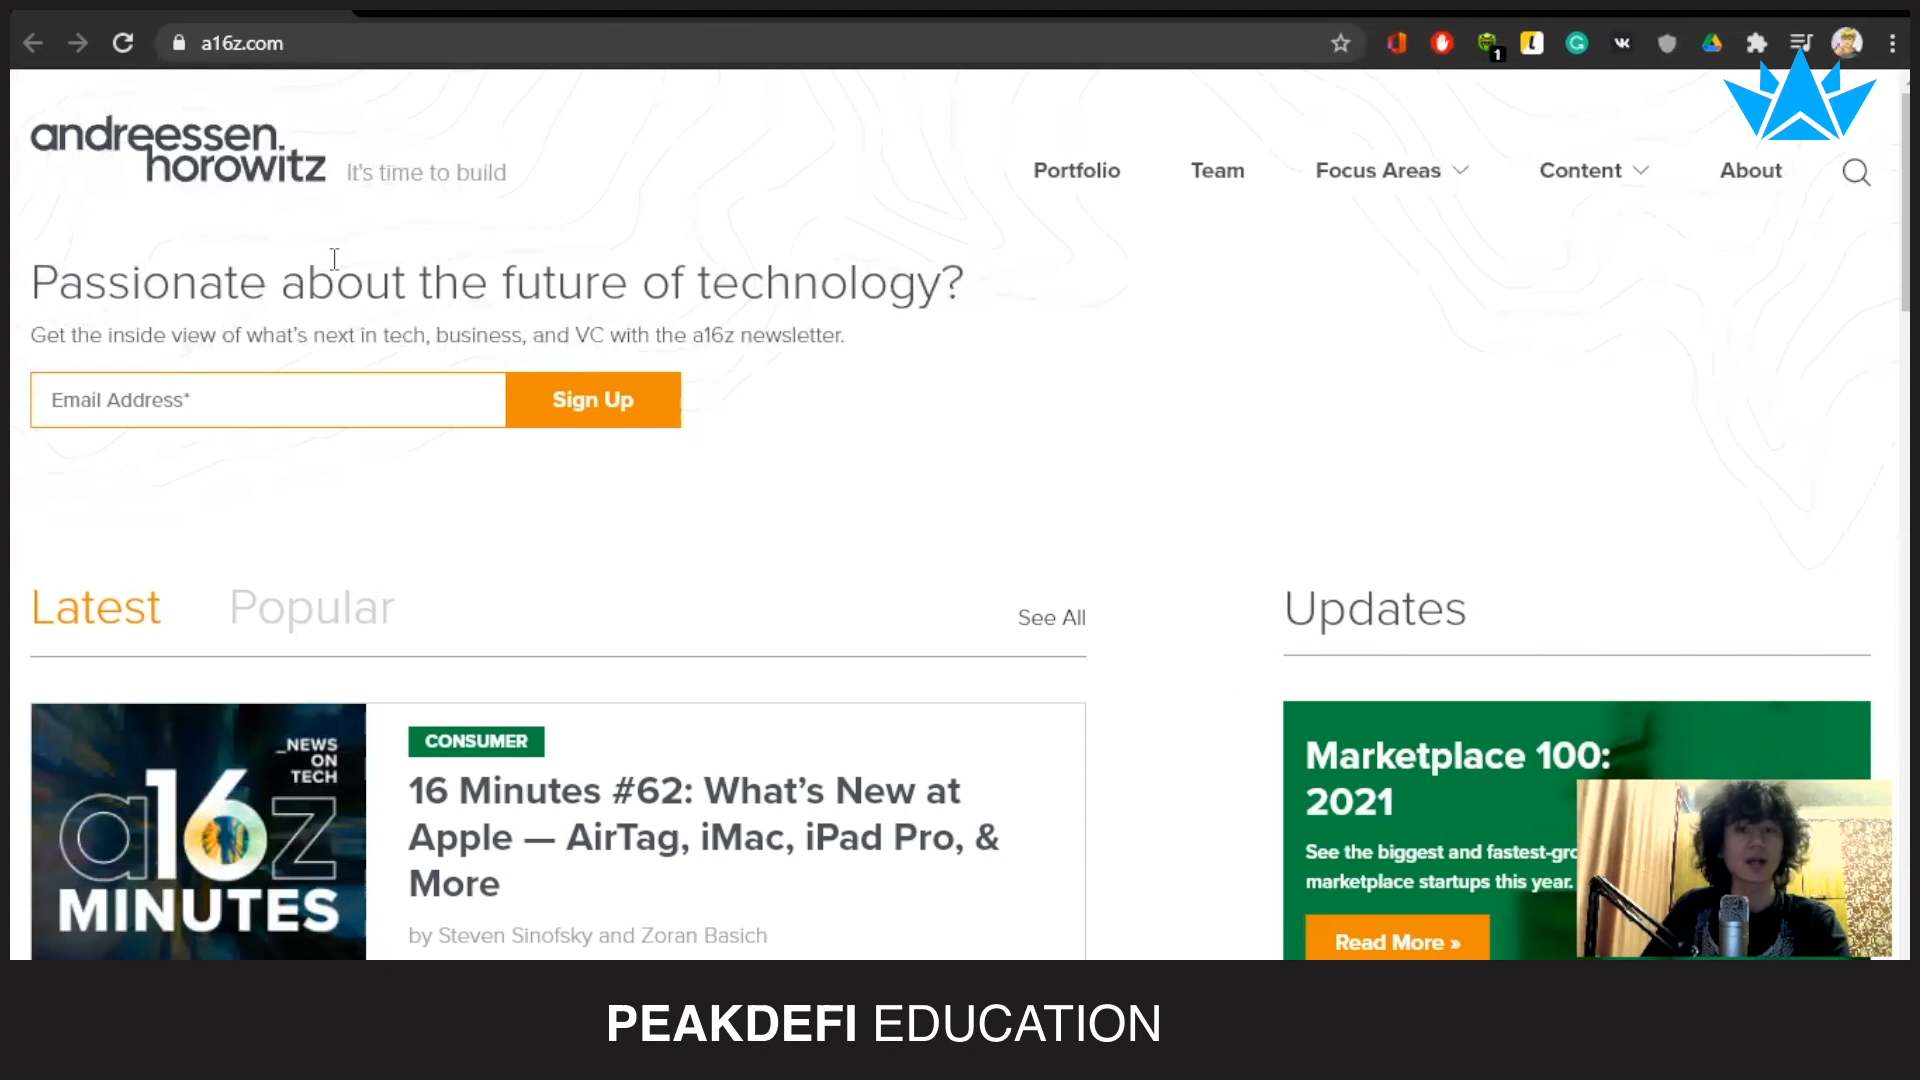 a16z.com
1
andreessen.
horowitz
It's time to build
Portfolio
Team
Focus Areas
Content
About
Passionate about the future of technology?
Get the inside view of what's next in tech, business, and VC with the a16z newsletter.
Email Address*
Sign Up
Latest
Popular
See All
Updates
_NEWS
ON
TECH
a16z
MINUTES
CONSUMER
16 Minutes #62: What's New at
Apple — AirTag, iMac, iPad Pro, &
More
by Steven Sinofsky and Zoran Basich
Marketplace 100:
2021
See the biggest and
marketplace startups this year.
Read More »
PEAKDEFI EDUCATION